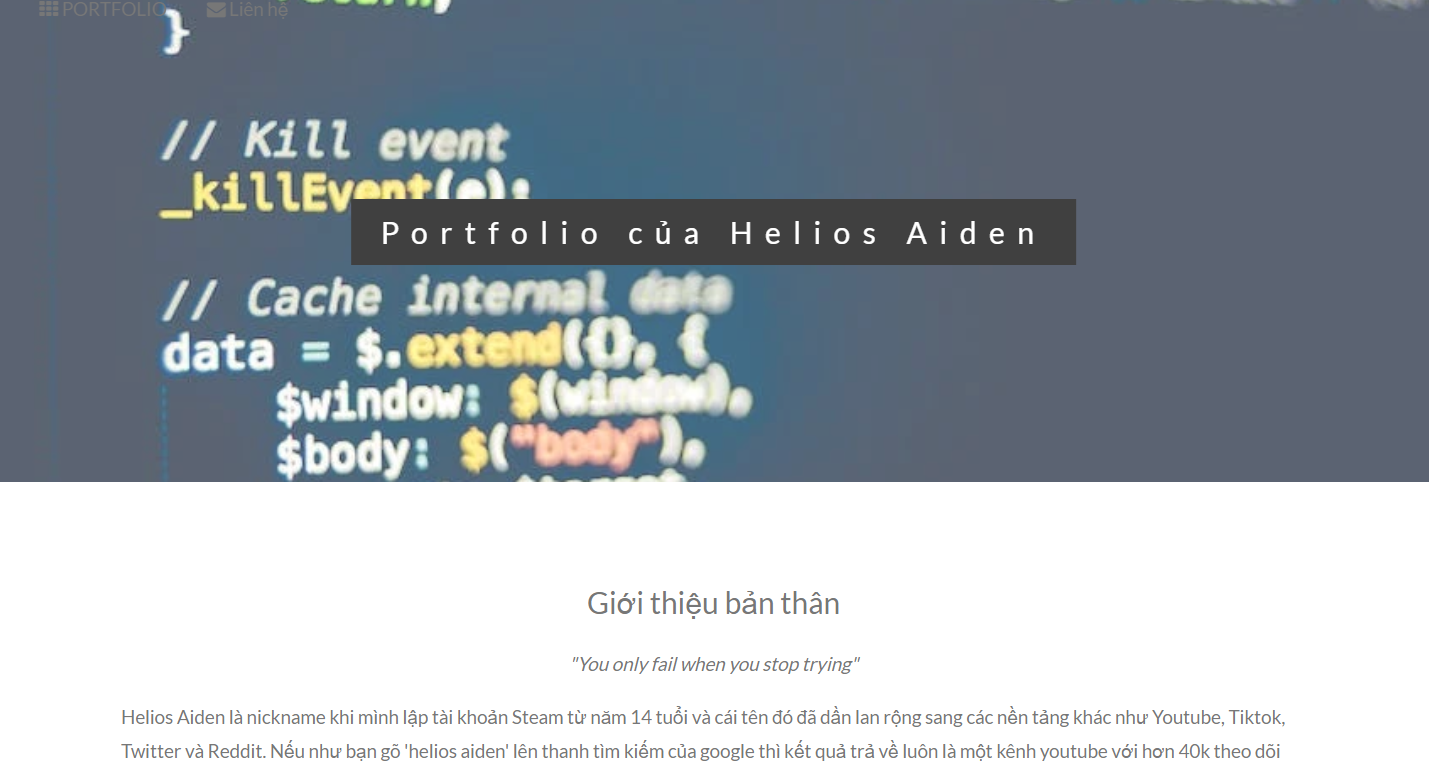 PORTFOLIO Liên hệ
}
// Kill event
_killEvent(e);
Portfolio của Helios Aiden
// Cache internal data
data = $.extend({}, {
$window: $(window),
$body: $("body"),
Giới thiệu bản thân
"You only fail when you stop trying"
Helios Aiden là nickname khi mình lập tài khoản Steam từ năm 14 tuổi và cái tên đó đã dần lan rộng sang các nền tảng khác như Youtube, Tiktok,
Twitter và Reddit. Nếu như bạn gõ 'helios aiden' lên thanh tìm kiếm của google thì kết quả trả về luôn là một kênh youtube với hơn 40k theo dõi